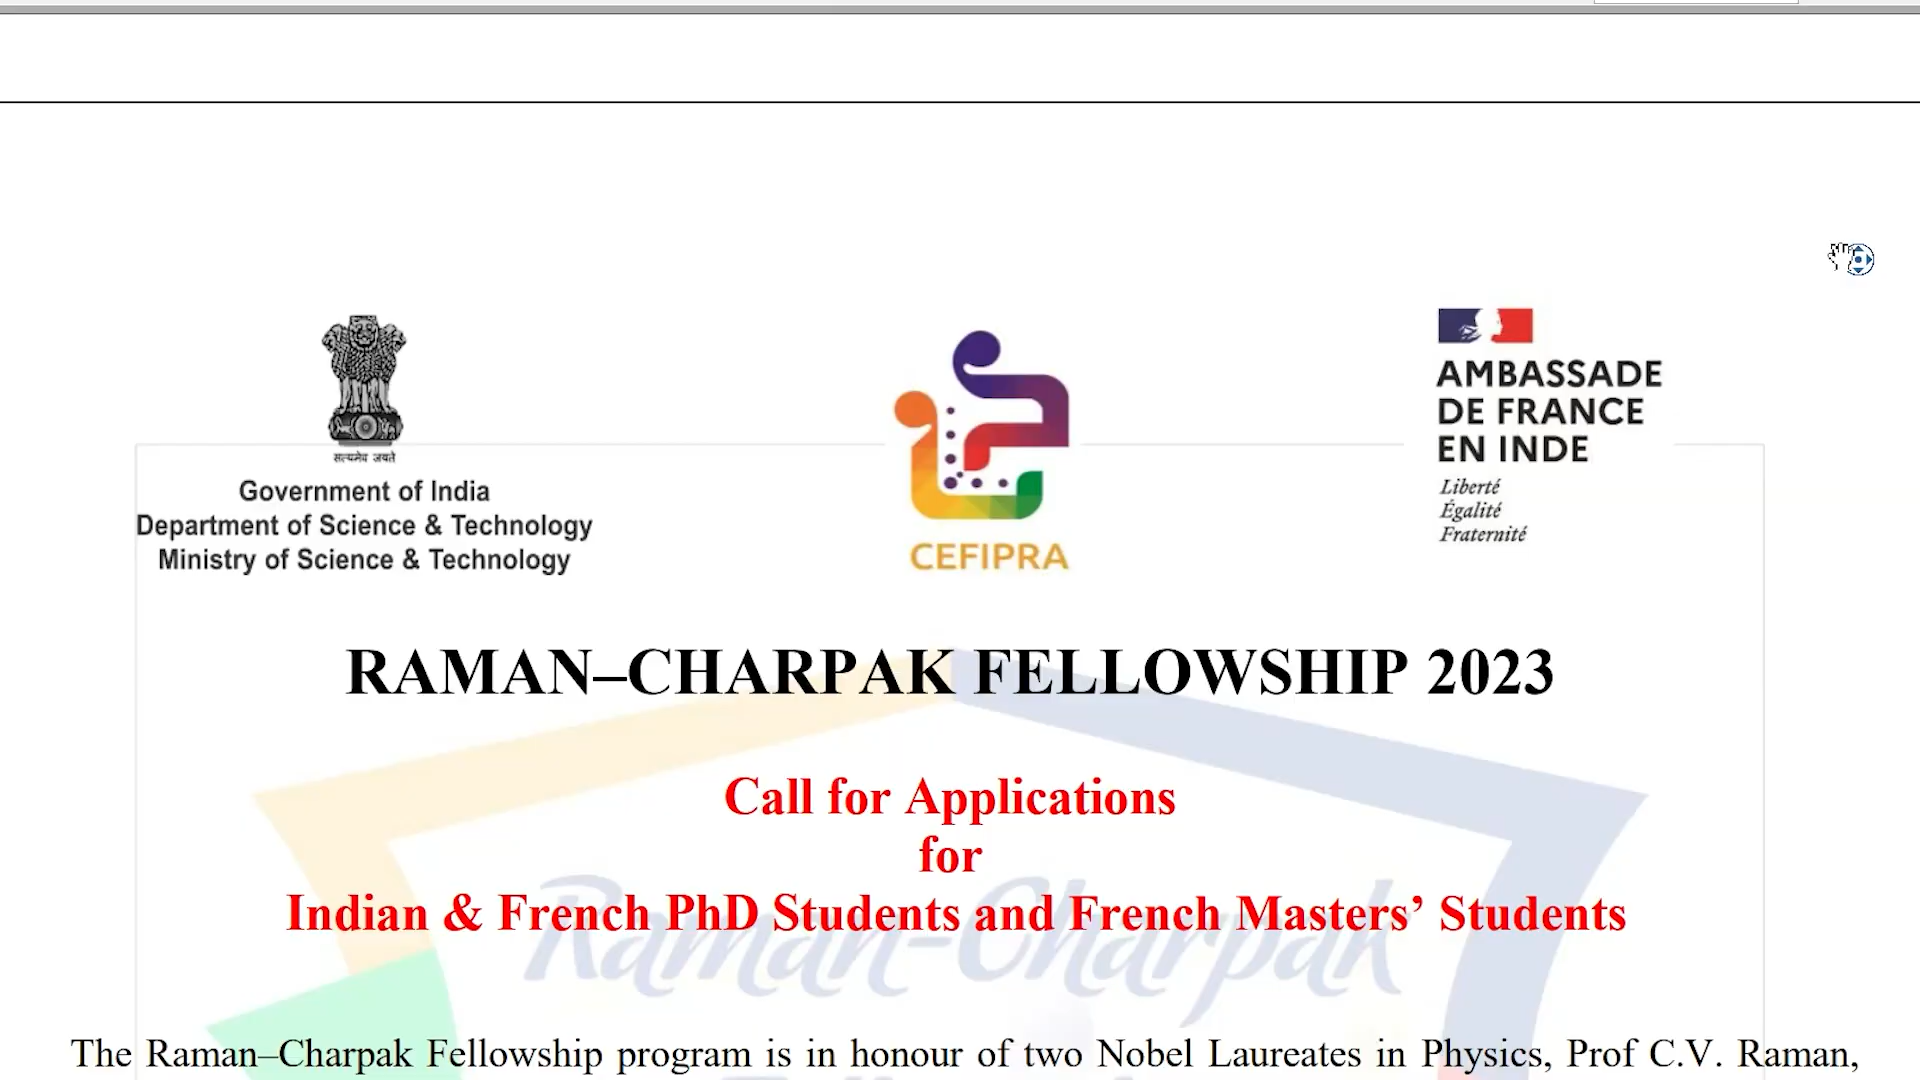 सत्यमेव जयते
Government of India
Department of Science & Technology
Ministry of Science & Technology
CEFIPRA
AMBASSADE
DE FRANCE
EN INDE
Liberté
Égalité
Fraternité
RAMAN–CHARPAK FELLOWSHIP 2023
Call for Applications
for
Indian & French PhD Students and French Masters’ Students
Raman-Charpak
The Raman–Charpak Fellowship program is in honour of two Nobel Laureates in Physics, Prof C.V. Raman,